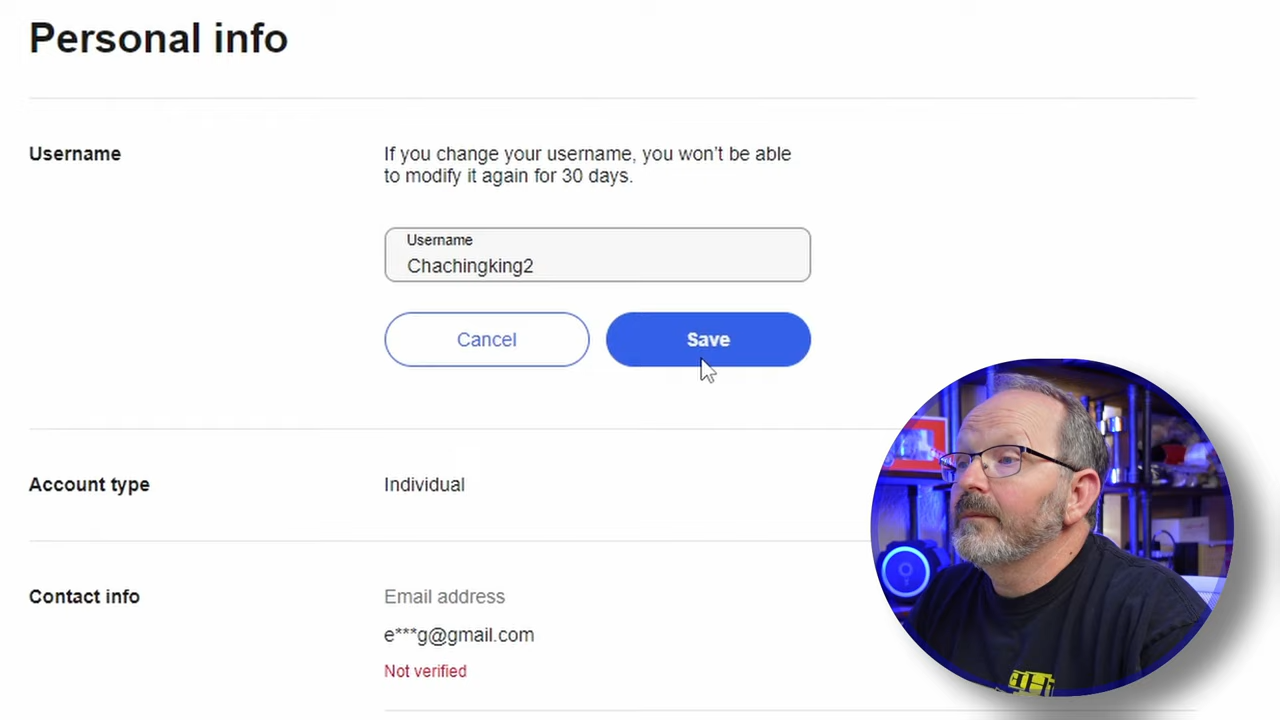 Personal info
Username
If you change your username, you won't be able
to modify it again for 30 days.
Username
Chachingking2
Cancel
Save
Account type
Individual
Contact info
Email address
e***g@gmail.com
Not verified